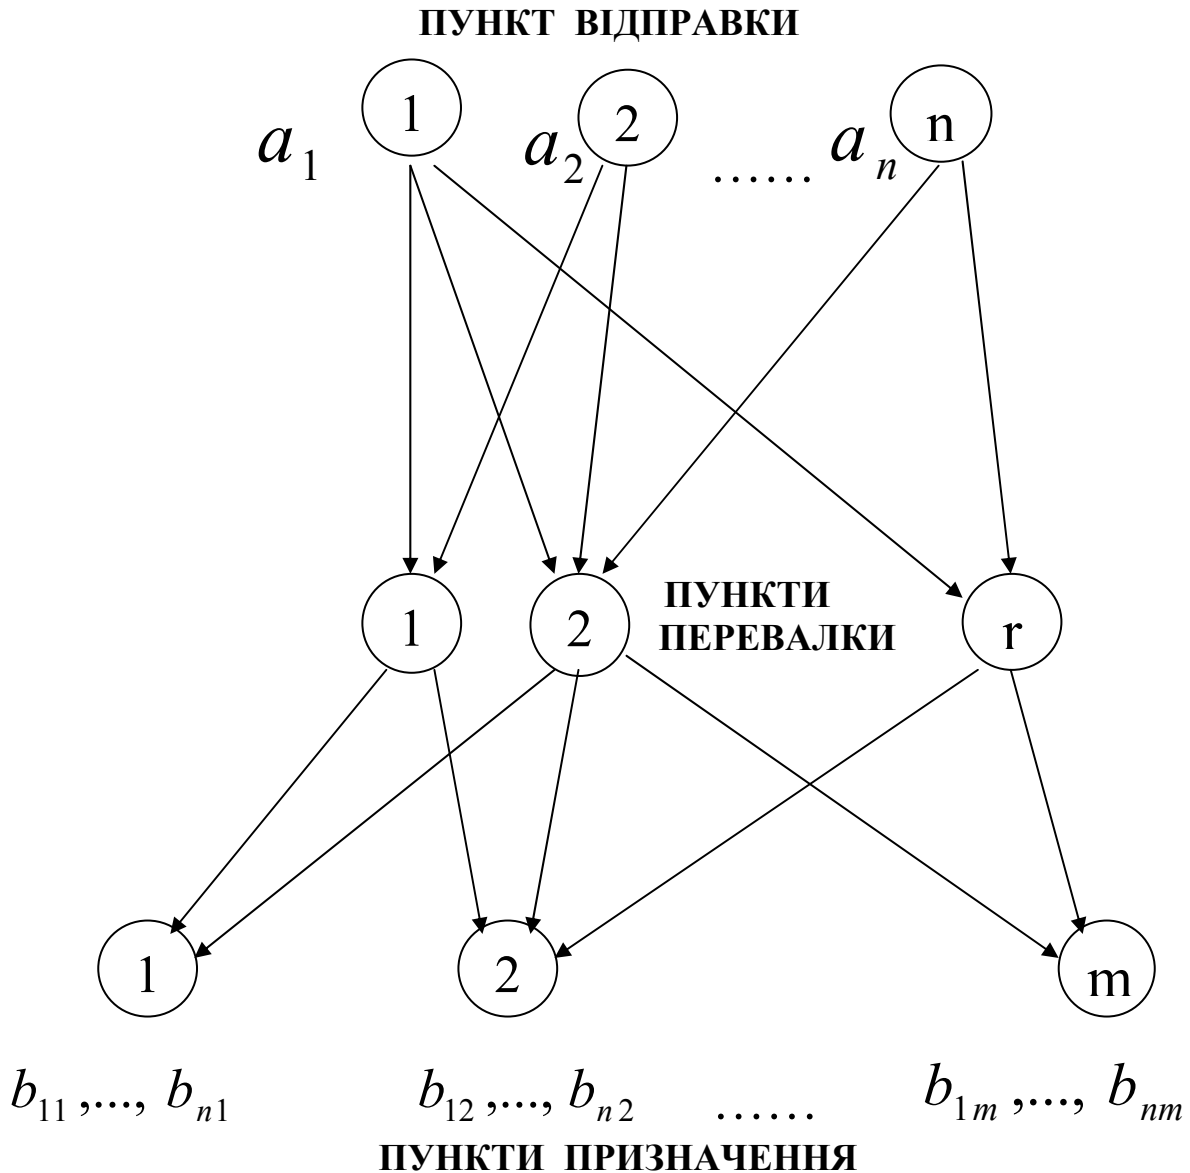 ПУНКТ ВІДПРАВКИ
1 2 n
a₁ a₂ …… aₙ
1 2 r
ПУНКТИ
ПЕРЕВАЛКИ
1 2 m
b₁₁ ,..., bₙ₁ b₁₂ ,..., bₙ₂ …… b₁ₘ ,..., bₙₘ
ПУНКТИ ПРИЗНАЧЕННЯ